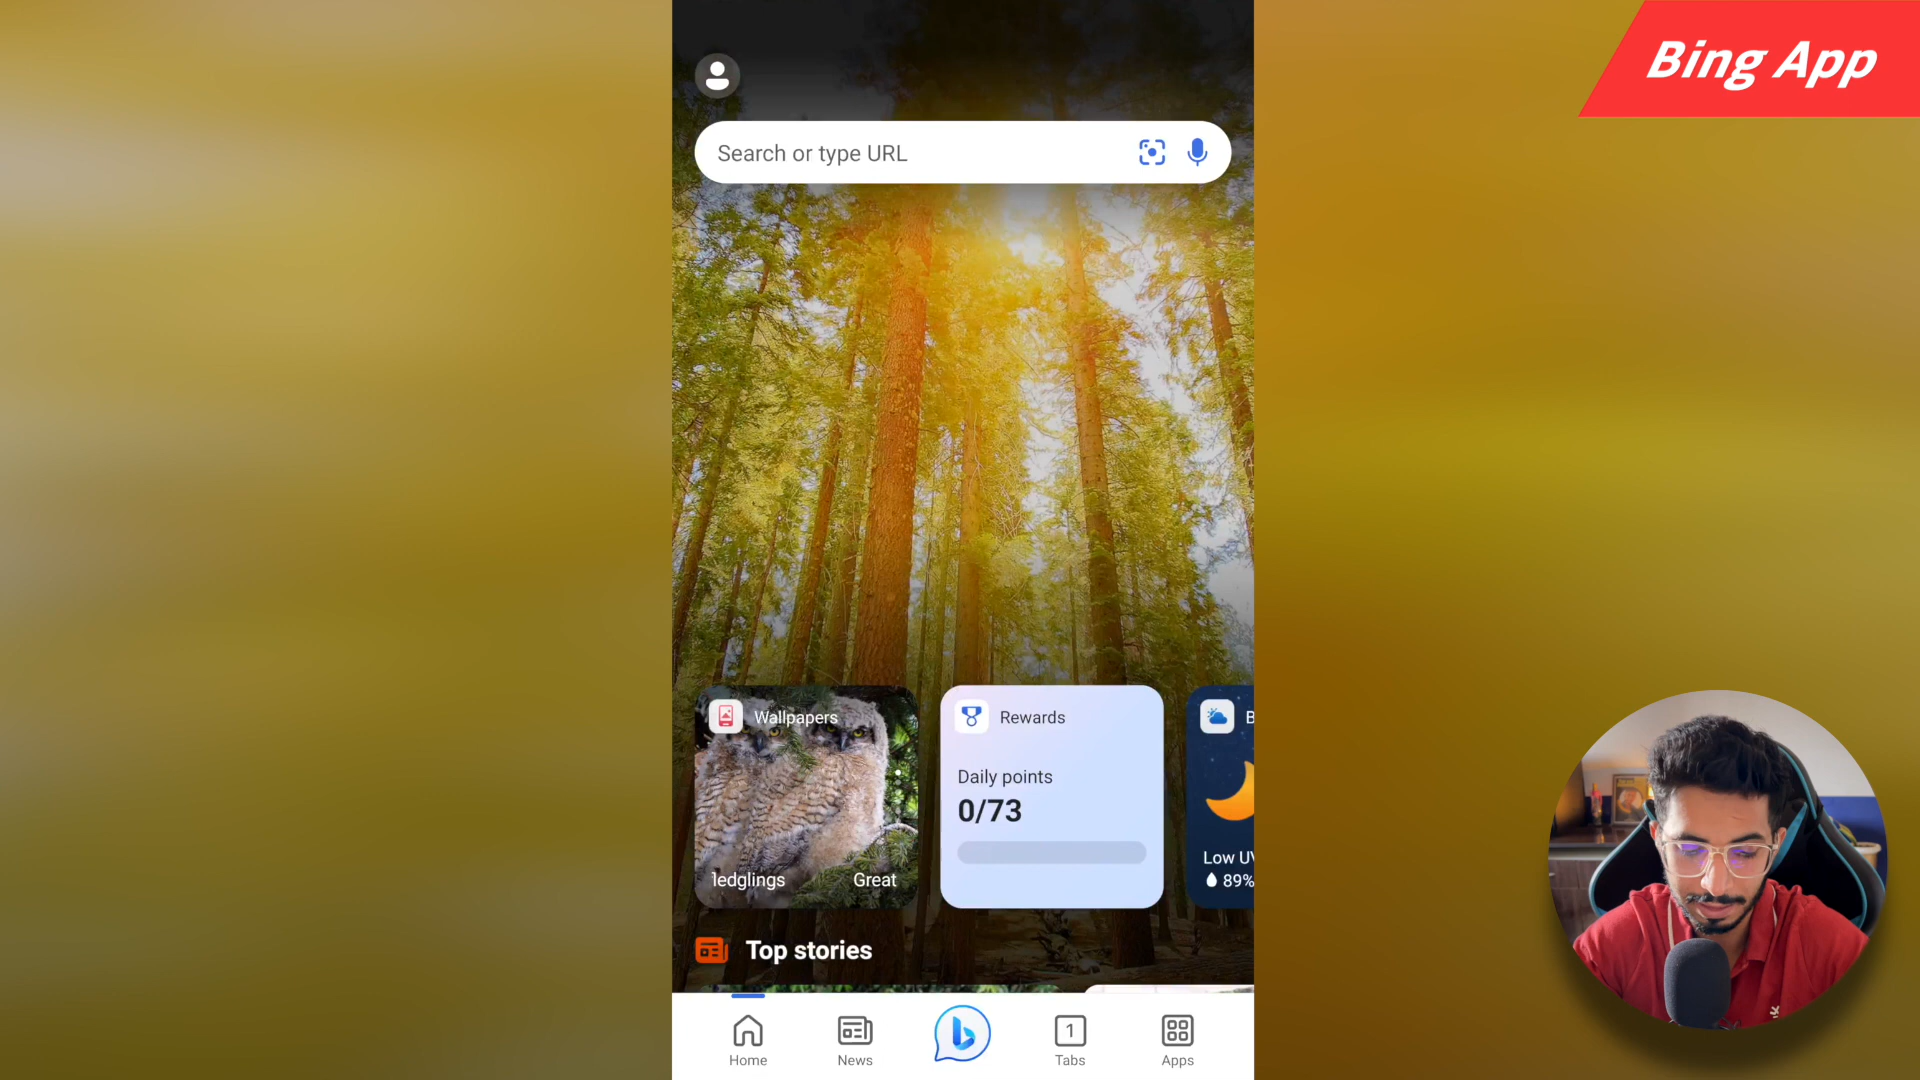 Bing App
Search or type URL
Wallpapers
ledglings
Great
Rewards
Daily points
0/73
B
Low UV
89%
Top stories
Home
News
1
Tabs
Apps